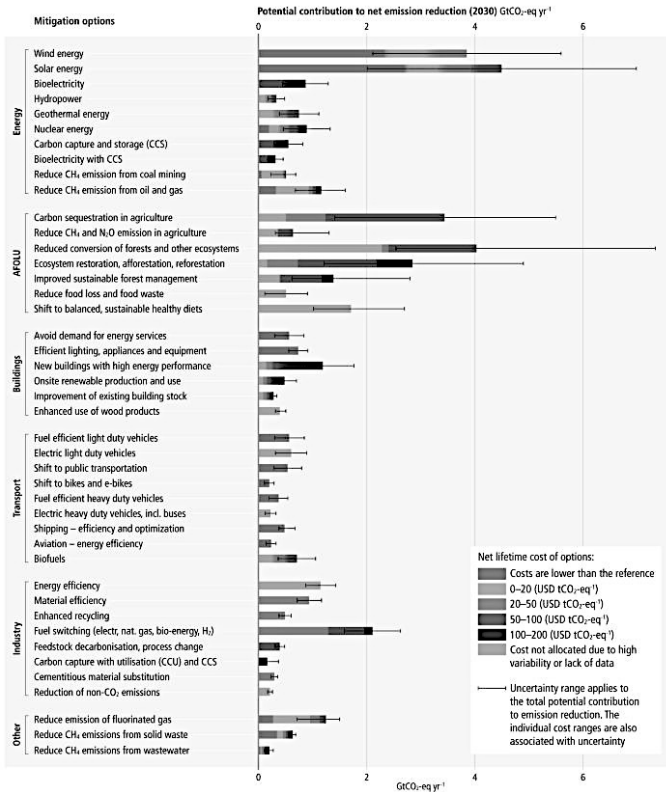 Potential contribution to net emission reduction (2030) GtCO₂-eq yr⁻¹
Mitigation options
0 2 4 6
Energy
Wind energy
Solar energy
Bioelectricity
Hydropower
Geothermal energy
Nuclear energy
Carbon capture and storage (CCS)
Bioelectricity with CCS
Reduce CH₄ emission from coal mining
Reduce CH₄ emission from oil and gas
AFOLU
Carbon sequestration in agriculture
Reduce CH₄ and N₂O emission in agriculture
Reduced conversion of forests and other ecosystems
Ecosystem restoration, afforestation, reforestation
Improved sustainable forest management
Reduce food loss and food waste
Shift to balanced, sustainable healthy diets
Buildings
Avoid demand for energy services
Efficient lighting, appliances and equipment
New buildings with high energy performance
Onsite renewable production and use
Improvement of existing building stock
Enhanced use of wood products
Transport
Fuel efficient light duty vehicles
Electric light duty vehicles
Shift to public transportation
Shift to bikes and e-bikes
Fuel efficient heavy duty vehicles
Electric heavy duty vehicles, incl. buses
Shipping – efficiency and optimization
Aviation – energy efficiency
Biofuels
Industry
Energy efficiency
Material efficiency
Enhanced recycling
Fuel switching (electr, nat. gas, bio-energy, H₂)
Feedstock decarbonisation, process change
Carbon capture with utilisation (CCU) and CCS
Cementitious material substitution
Reduction of non-CO₂ emissions
Other
Reduce emission of fluorinated gas
Reduce CH₄ emissions from solid waste
Reduce CH₄ emissions from wastewater
Net lifetime cost of options:
Costs are lower than the reference
0–20 (USD tCO₂-eq⁻¹)
20–50 (USD tCO₂-eq⁻¹)
50–100 (USD tCO₂-eq⁻¹)
100–200 (USD tCO₂-eq⁻¹)
Cost not allocated due to high
variability or lack of data
Uncertainty range applies to
the total potential contribution
to emission reduction. The
individual cost ranges are also
associated with uncertainty
0 2 4 6
GtCO₂-eq yr⁻¹